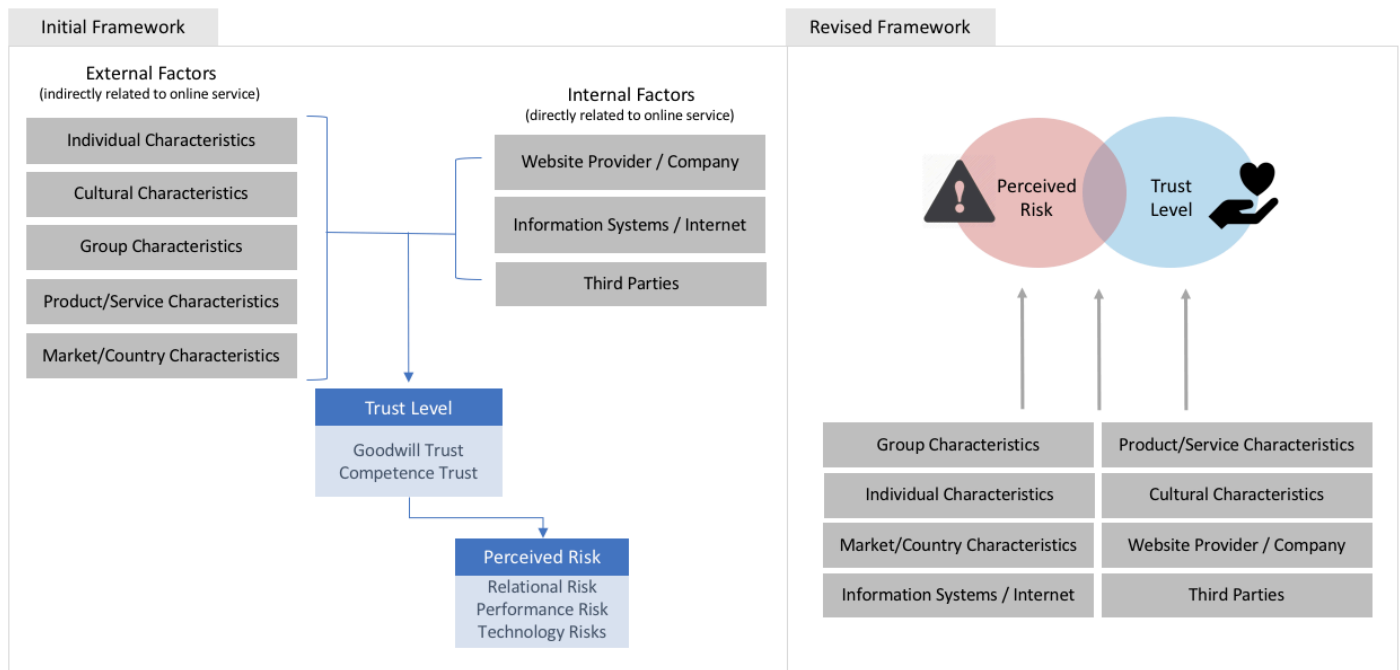 Initial Framework
External Factors
(indirectly related to online service)
Individual Characteristics
Cultural Characteristics
Group Characteristics
Product/Service Characteristics
Market/Country Characteristics
Internal Factors
(directly related to online service)
Website Provider / Company
Information Systems / Internet
Third Parties
Trust Level
Goodwill Trust
Competence Trust
Perceived Risk
Relational Risk
Performance Risk
Technology Risks
Revised Framework
Perceived
Risk
Trust
Level
Group Characteristics
Product/Service Characteristics
Individual Characteristics
Cultural Characteristics
Market/Country Characteristics
Website Provider / Company
Information Systems / Internet
Third Parties